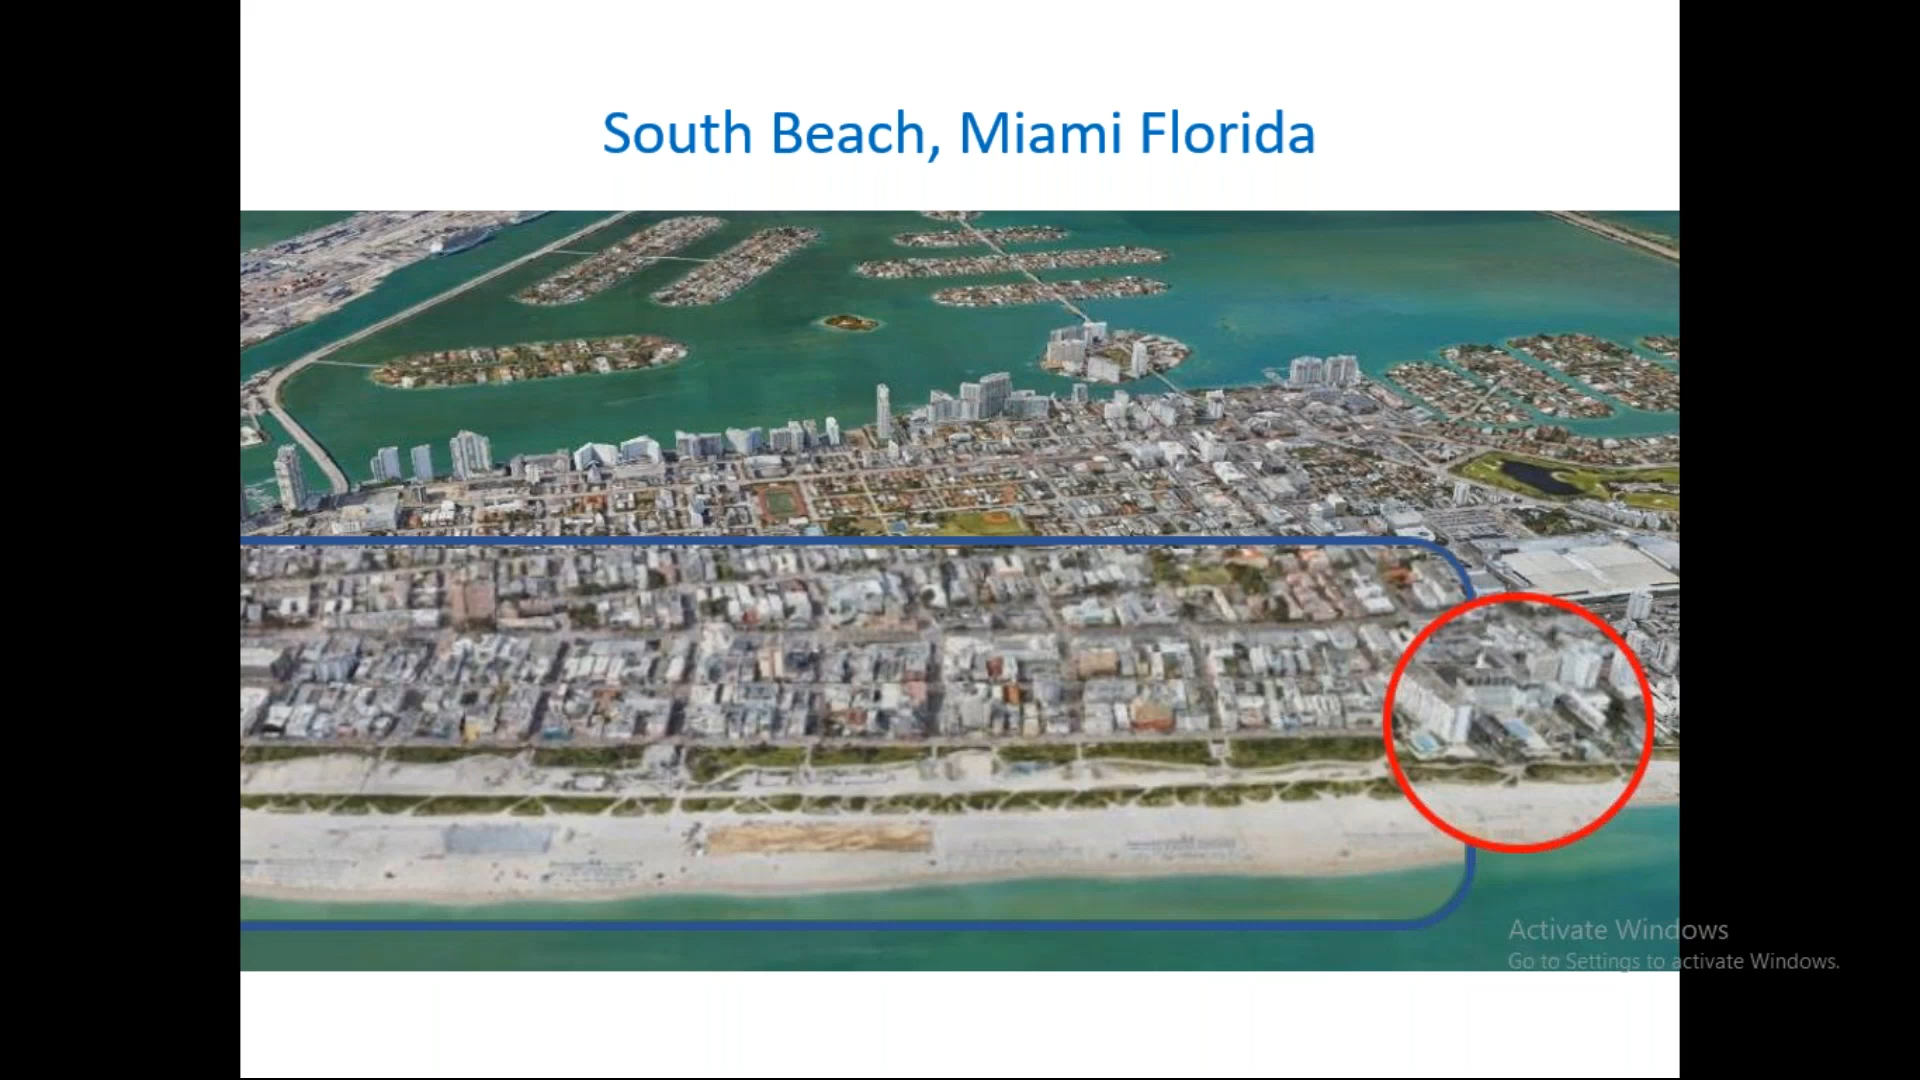 South Beach, Miami Florida
Activate Windows
Go to Settings to activate Windows.